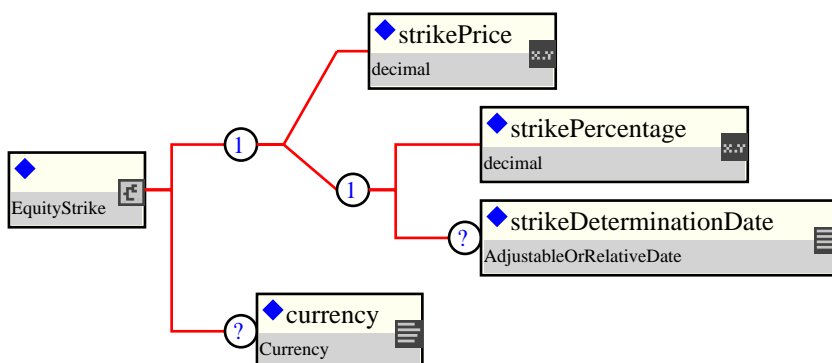 strikePrice
X.Y
decimal
1
strikePercentage
X.Y
decimal
EquityStrike
1
strikeDeterminationDate
?
AdjustableOrRelativeDate
currency
?
Currency